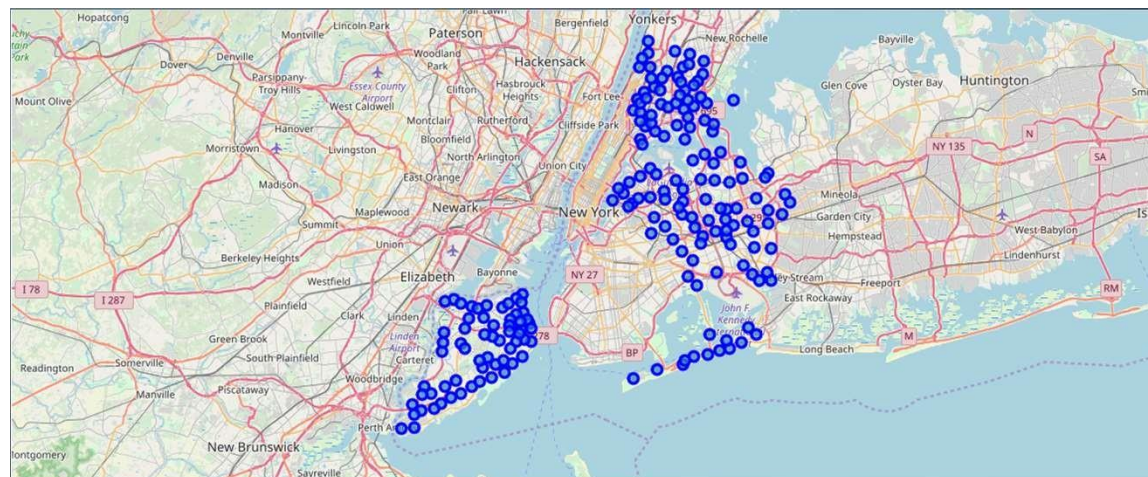 Hopatcong
Lincoln Park
Fair Lawn
Bergenfield
Yonkers
Montville
Paterson
New Rochelle
Bayville
Denville
Woodland
Park
Hackensack
Dover
Parsippany-
Troy Hills
Huntington
Essex County
Airport
Clifton
Hasbrouck
Heights
Glen Cove
Oyster Bay
Mount Olive
Boonton
West Caldwell
Fort Lee
Hanover
Montclair
Rutherford
Cliffside Park
Bloomfield
Morristown
Livingston
North Arlington
NY 135
N
SA
Union City
East Orange
Madison
Mineola
Maplewood
Newark
New York
Garden City
Summit
West Babylon
Union
Hempstead
Berkeley Heights
Lindenhurst
Elizabeth
Bayonne
NY 27
Freeport
I 78
I 287
Westfield
East Rockaway
RM
Plainfield
Linden
John F.
Kennedy
Clark
Linden
Airport
78
M
Green Brook
BP
Long Beach
Somerville
South Plainfield
Carteret
Readington
Woodbridge
Manville
Piscataway
Perth
New Brunswick
Sayreville